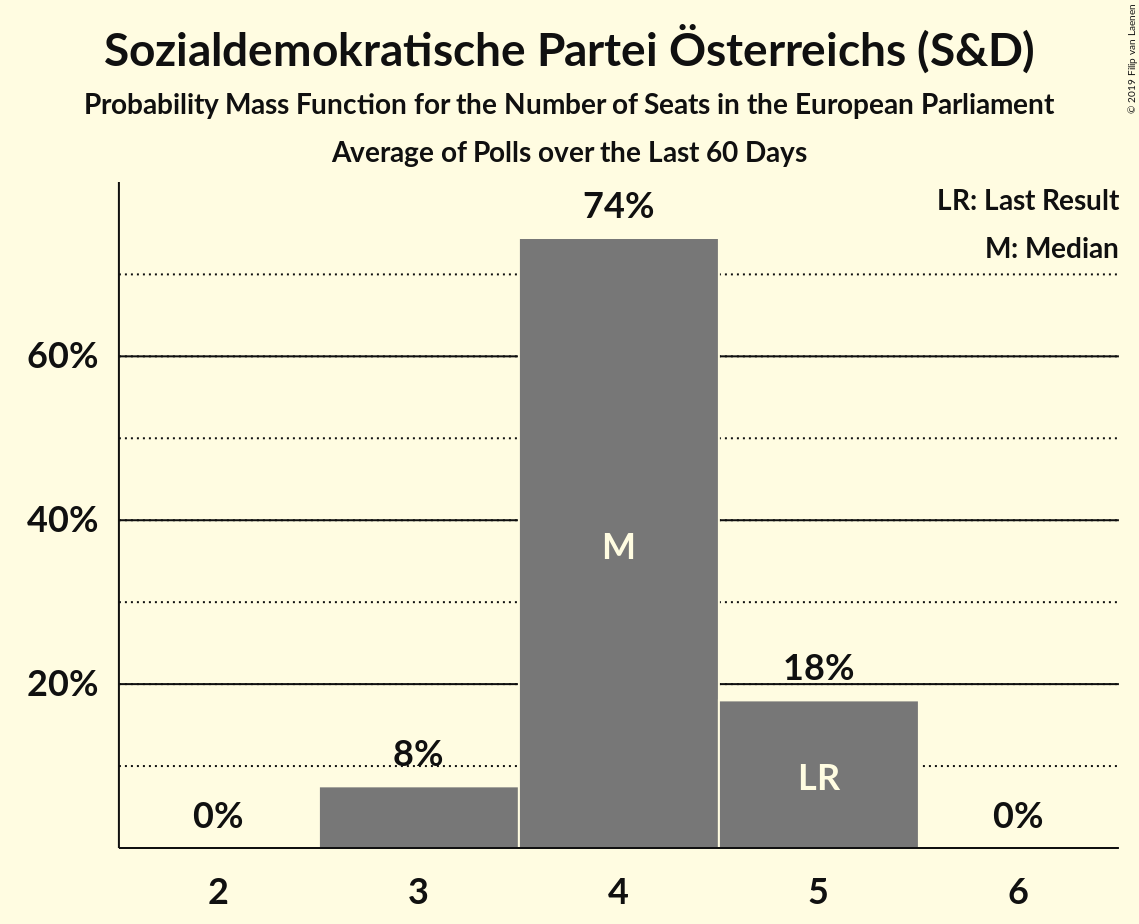 Sozialdemokratische Partei Österreichs (S&D)
Probability Mass Function for the Number of Seats in the European Parliament
Average of Polls over the Last 60 Days
© 2019 Filip van Laenen
LR: Last Result
M: Median
74%
60%
40%
M
20%
18%
8%
LR
0%
0%
2 3 4 5 6